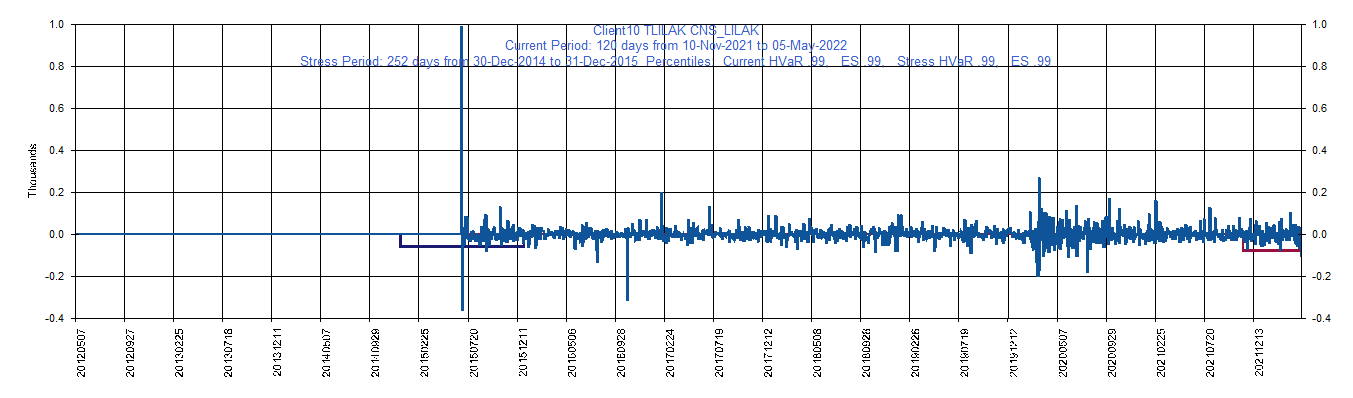 Client10 TLILAK CNS_LILAK
Current Period: 120 days from 10-Nov-2021 to 05-May-2022
Stress Period: 252 days from 30-Dec-2014 to 31-Dec-2015 Percentiles: Current HVaR .99, ES .99, Stress HVaR .99, ES .99
1.0 1.0
0.8 0.8
0.6 0.6
0.4 0.4
0.2 0.2
0.0 0.0
-0.2 -0.2
-0.4 -0.4
Thousands
20120507 20120927 20130225 20130718 20131211 20140507 20140929 20150225 20150720 20151211 20160506 20160928 20170224 20170719 20171212 20180508 20180928 20190226 20190719 20191212 20200507 20200929 20210225 20210720 20211213